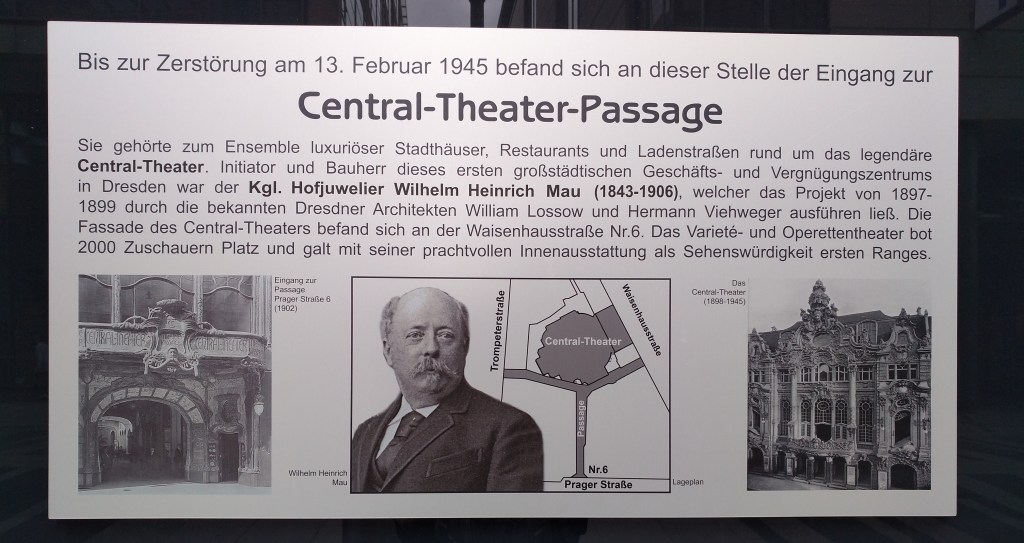 Bis zur Zerstörung am 13. Februar 1945 befand sich an dieser Stelle der Eingang zur
Central-Theater-Passage
Sie gehörte zum Ensemble luxuriöser Stadthäuser, Restaurants und Ladenstraßen rund um das legendäre
Central-Theater. Initiator und Bauherr dieses ersten großstädtischen Geschäfts- und Vergnügungszentrums
in Dresden war der Kgl. Hofjuwelier Wilhelm Heinrich Mau (1843-1906), welcher das Projekt von 1897-
1899 durch die bekannten Dresdner Architekten William Lossow und Hermann Viehweger ausführen ließ. Die
Fassade des Central-Theaters befand sich an der Waisenhausstraße Nr.6. Das Varieté- und Operettentheater bot
2000 Zuschauern Platz und galt mit seiner prachtvollen Innenausstattung als Sehenswürdigkeit ersten Ranges.
Eingang zur
Passage
Prager Straße 6
(1902)
Wilhelm Heinrich
Mau
Trompeterstraße
Waisenhausstraße
Central-Theater
Passage
Nr.6
Prager Straße
Lageplan
Das
Central-Theater
(1898-1945)